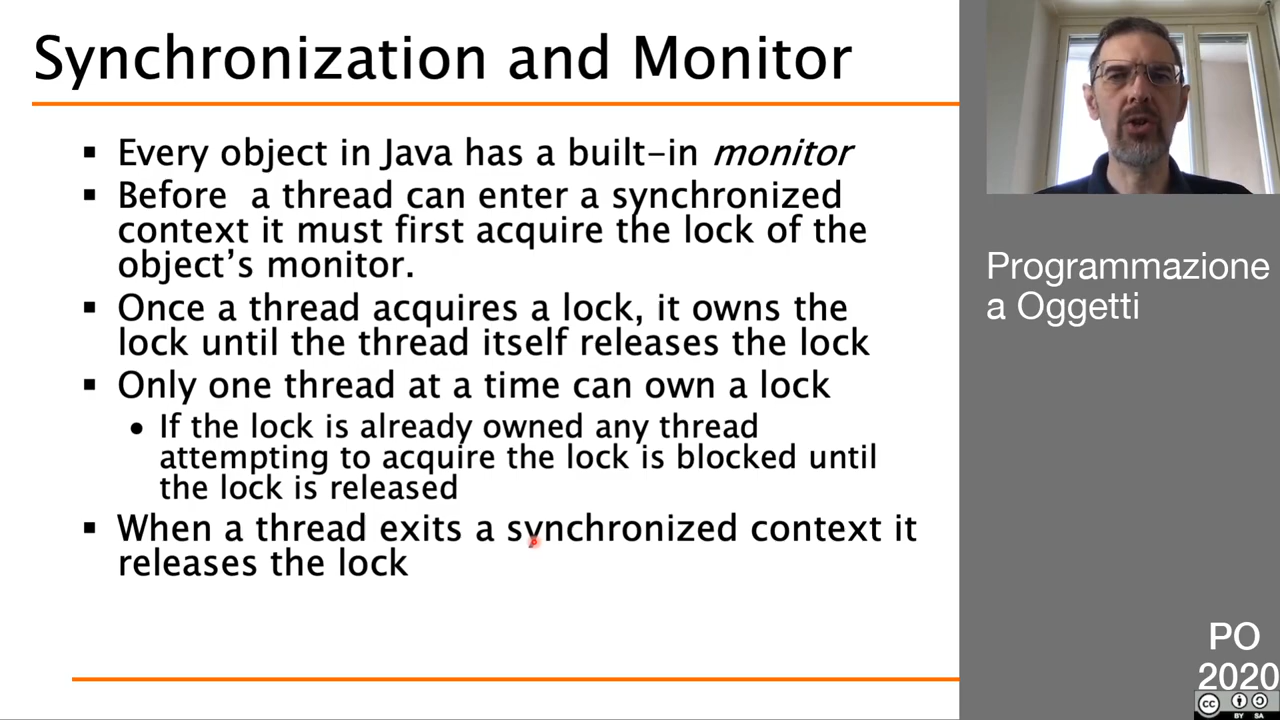 Synchronization and Monitor
▪ Every object in Java has a built-in monitor
▪ Before a thread can enter a synchronized
context it must first acquire the lock of the
object’s monitor.
▪ Once a thread acquires a lock, it owns the
lock until the thread itself releases the lock
▪ Only one thread at a time can own a lock
• If the lock is already owned any thread
attempting to acquire the lock is blocked until
the lock is released
▪ When a thread exits a synchronized context it
releases the lock
Programmazione
a Oggetti
PO
2020
cc
BY SA